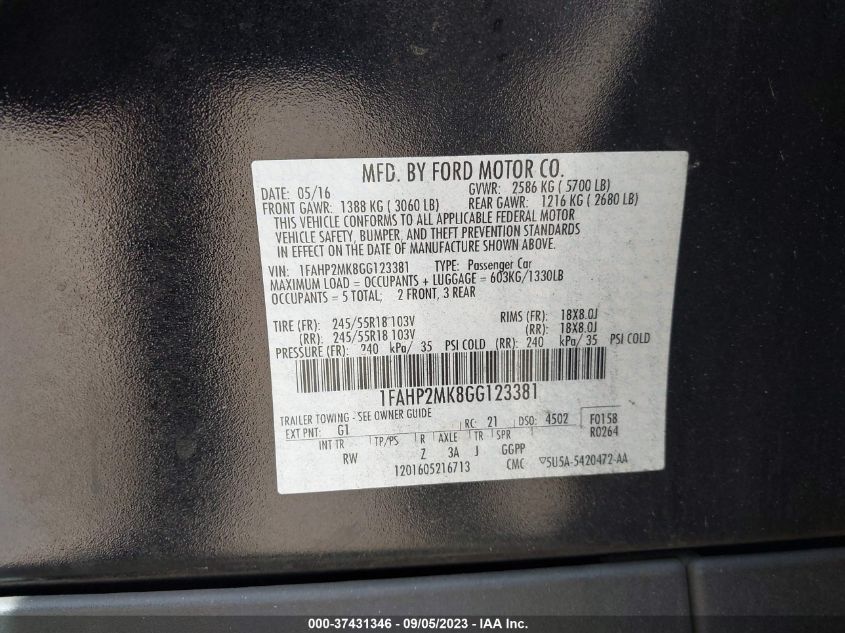 MFD. BY FORD MOTOR CO.
DATE: 05/16 GVWR: 2586 KG ( 5700 LB)
FRONT GAWR: 1388 KG ( 3060 LB) REAR GAWR: 1216 KG ( 2680 LB)
THIS VEHICLE CONFORMS TO ALL APPLICABLE FEDERAL MOTOR
VEHICLE SAFETY, BUMPER, AND THEFT PREVENTION STANDARDS
IN EFFECT ON THE DATE OF MANUFACTURE SHOWN ABOVE.
VIN: 1FAHP2MK8GG123381 TYPE: Passenger Car
MAXIMUM LOAD = OCCUPANTS + LUGGAGE = 603KG/1330LB
OCCUPANTS = 5 TOTAL; 2 FRONT, 3 REAR
TIRE (FR): 245/55R18 103V RIMS (FR): 18X8.0J
(RR): 245/55R18 103V (RR): 18X8.0J
PRESSURE (FR): 240 kPa/ 35 PSI COLD (RR): 240 kPa/ 35 PSI COLD
1FAHP2MK8GG123381
TRAILER TOWING - SEE OWNER GUIDE
EXT PNT: G1 RC: 21 DSO: 4502 F0158
R0264
INT TR TP/PS R AXLE TR SPR
RW Z 3A J GGPP
1201605216713 CMC ▽5U5A-5420472-AA
000-37431346 - 09/05/2023 - IAA Inc.